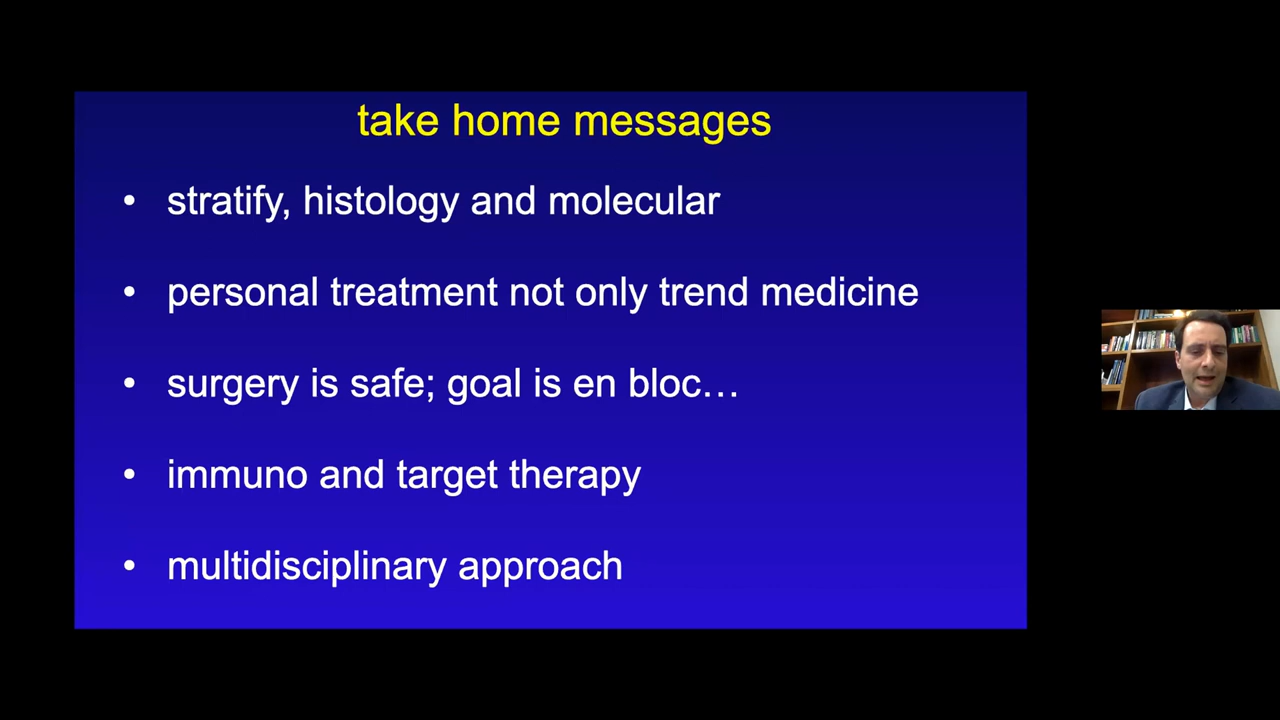 take home messages
• stratify, histology and molecular
• personal treatment not only trend medicine
• surgery is safe; goal is en bloc…
• immuno and target therapy
• multidisciplinary approach